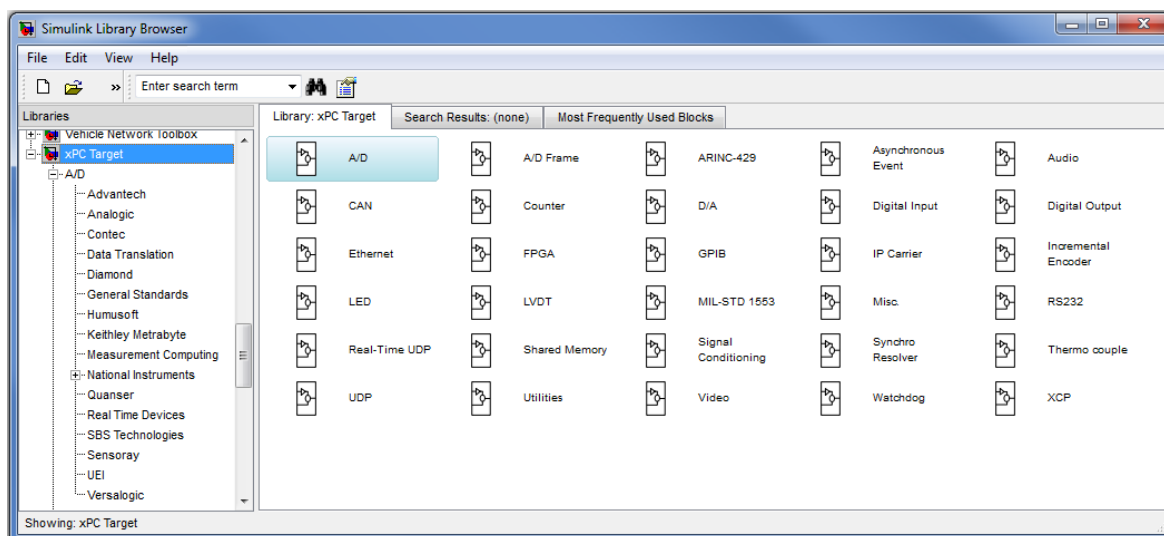 Simulink Library Browser
File Edit View Help
» Enter search term
Libraries
Library: xPC Target Search Results: (none) Most Frequently Used Blocks
Vehicle Network Toolbox
xPC Target
A/D
Advantech
Analogic
Contec
Data Translation
Diamond
General Standards
Humusoft
Keithley Metrabyte
Measurement Computing
National Instruments
Quanser
Real Time Devices
SBS Technologies
Sensoray
UEI
Versalogic
A/D A/D Frame ARINC-429 Asynchronous Event Audio
CAN Counter D/A Digital Input Digital Output
Ethernet FPGA GPIB IP Carrier Incremental Encoder
LED LVDT MIL-STD 1553 Misc. RS232
Real-Time UDP Shared Memory Signal Conditioning Synchro Resolver Thermo couple
UDP Utilities Video Watchdog XCP
Showing: xPC Target